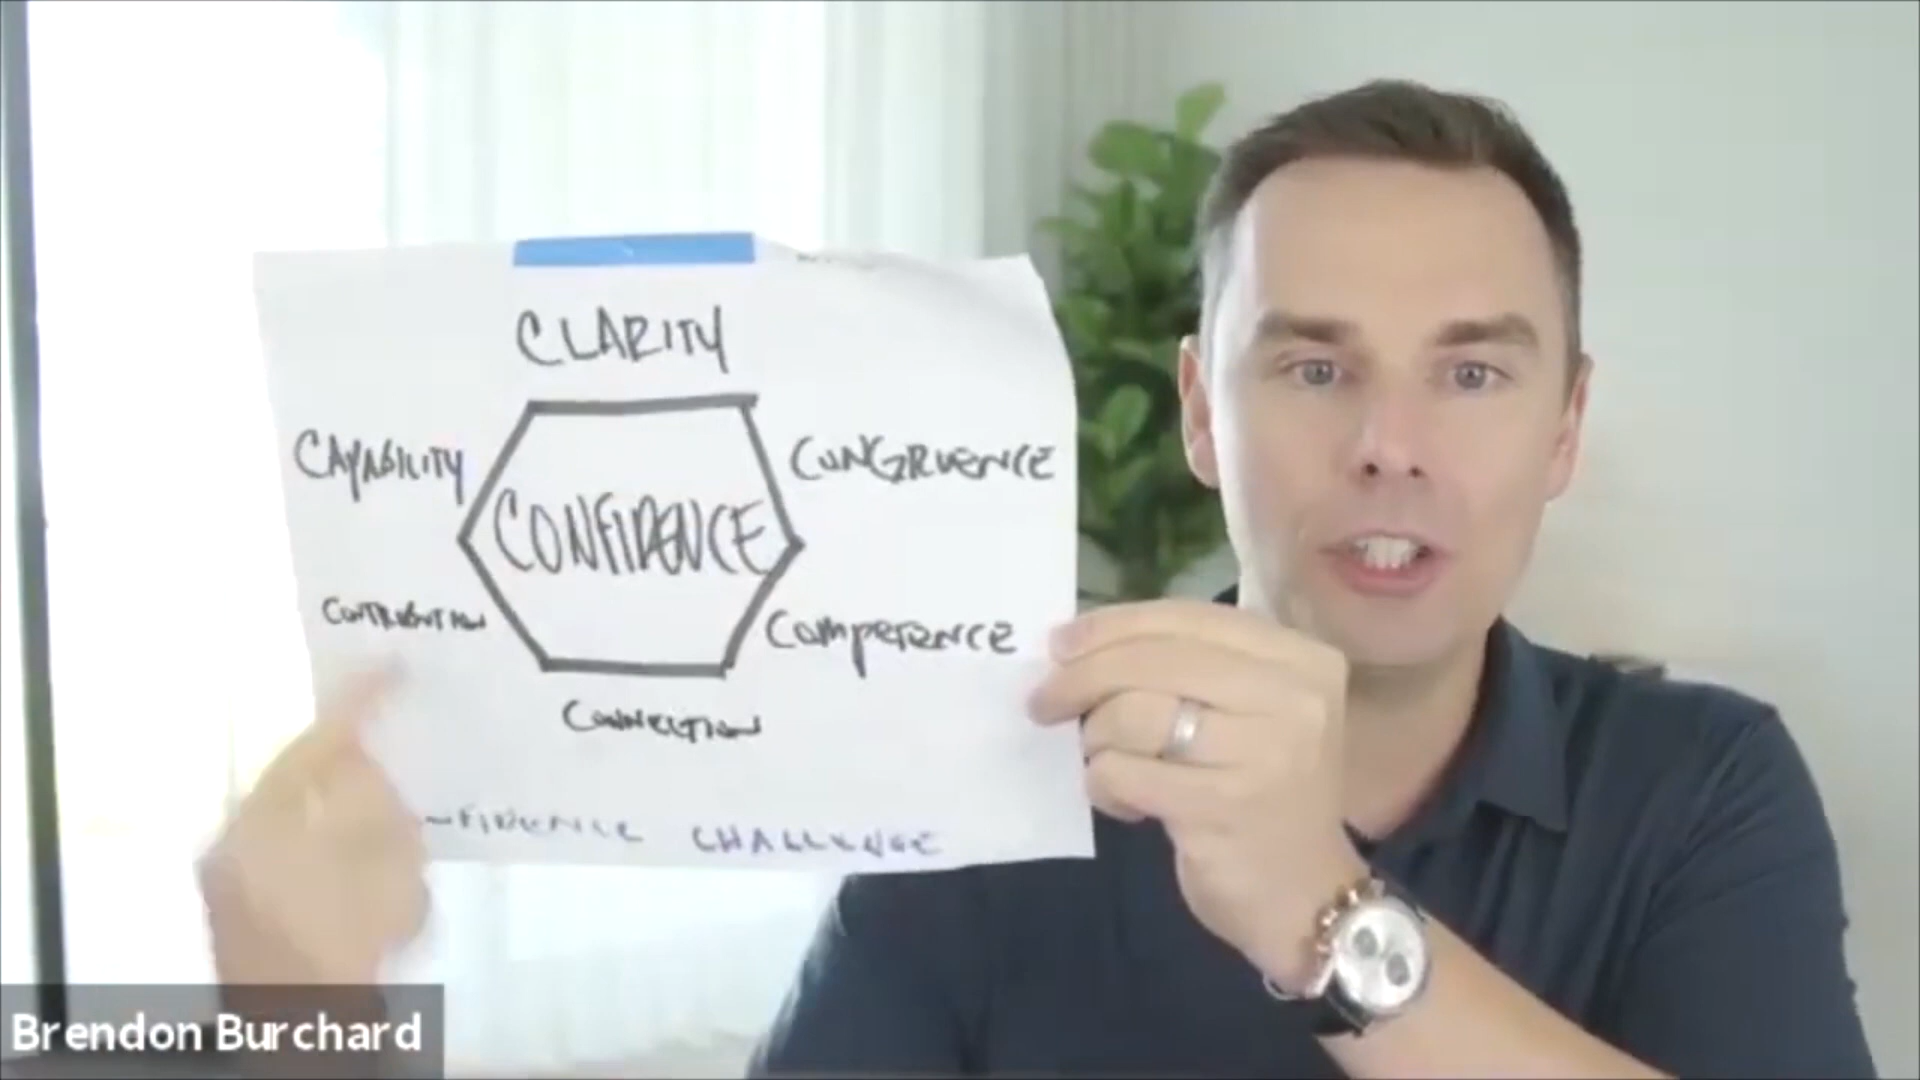 CLARITY
CAPABILITY
CONGRUENCE
CONFIDENCE
CONTRIBUTION
COMPETENCE
CONNECTION
CHALLENGE
Brendon Burchard